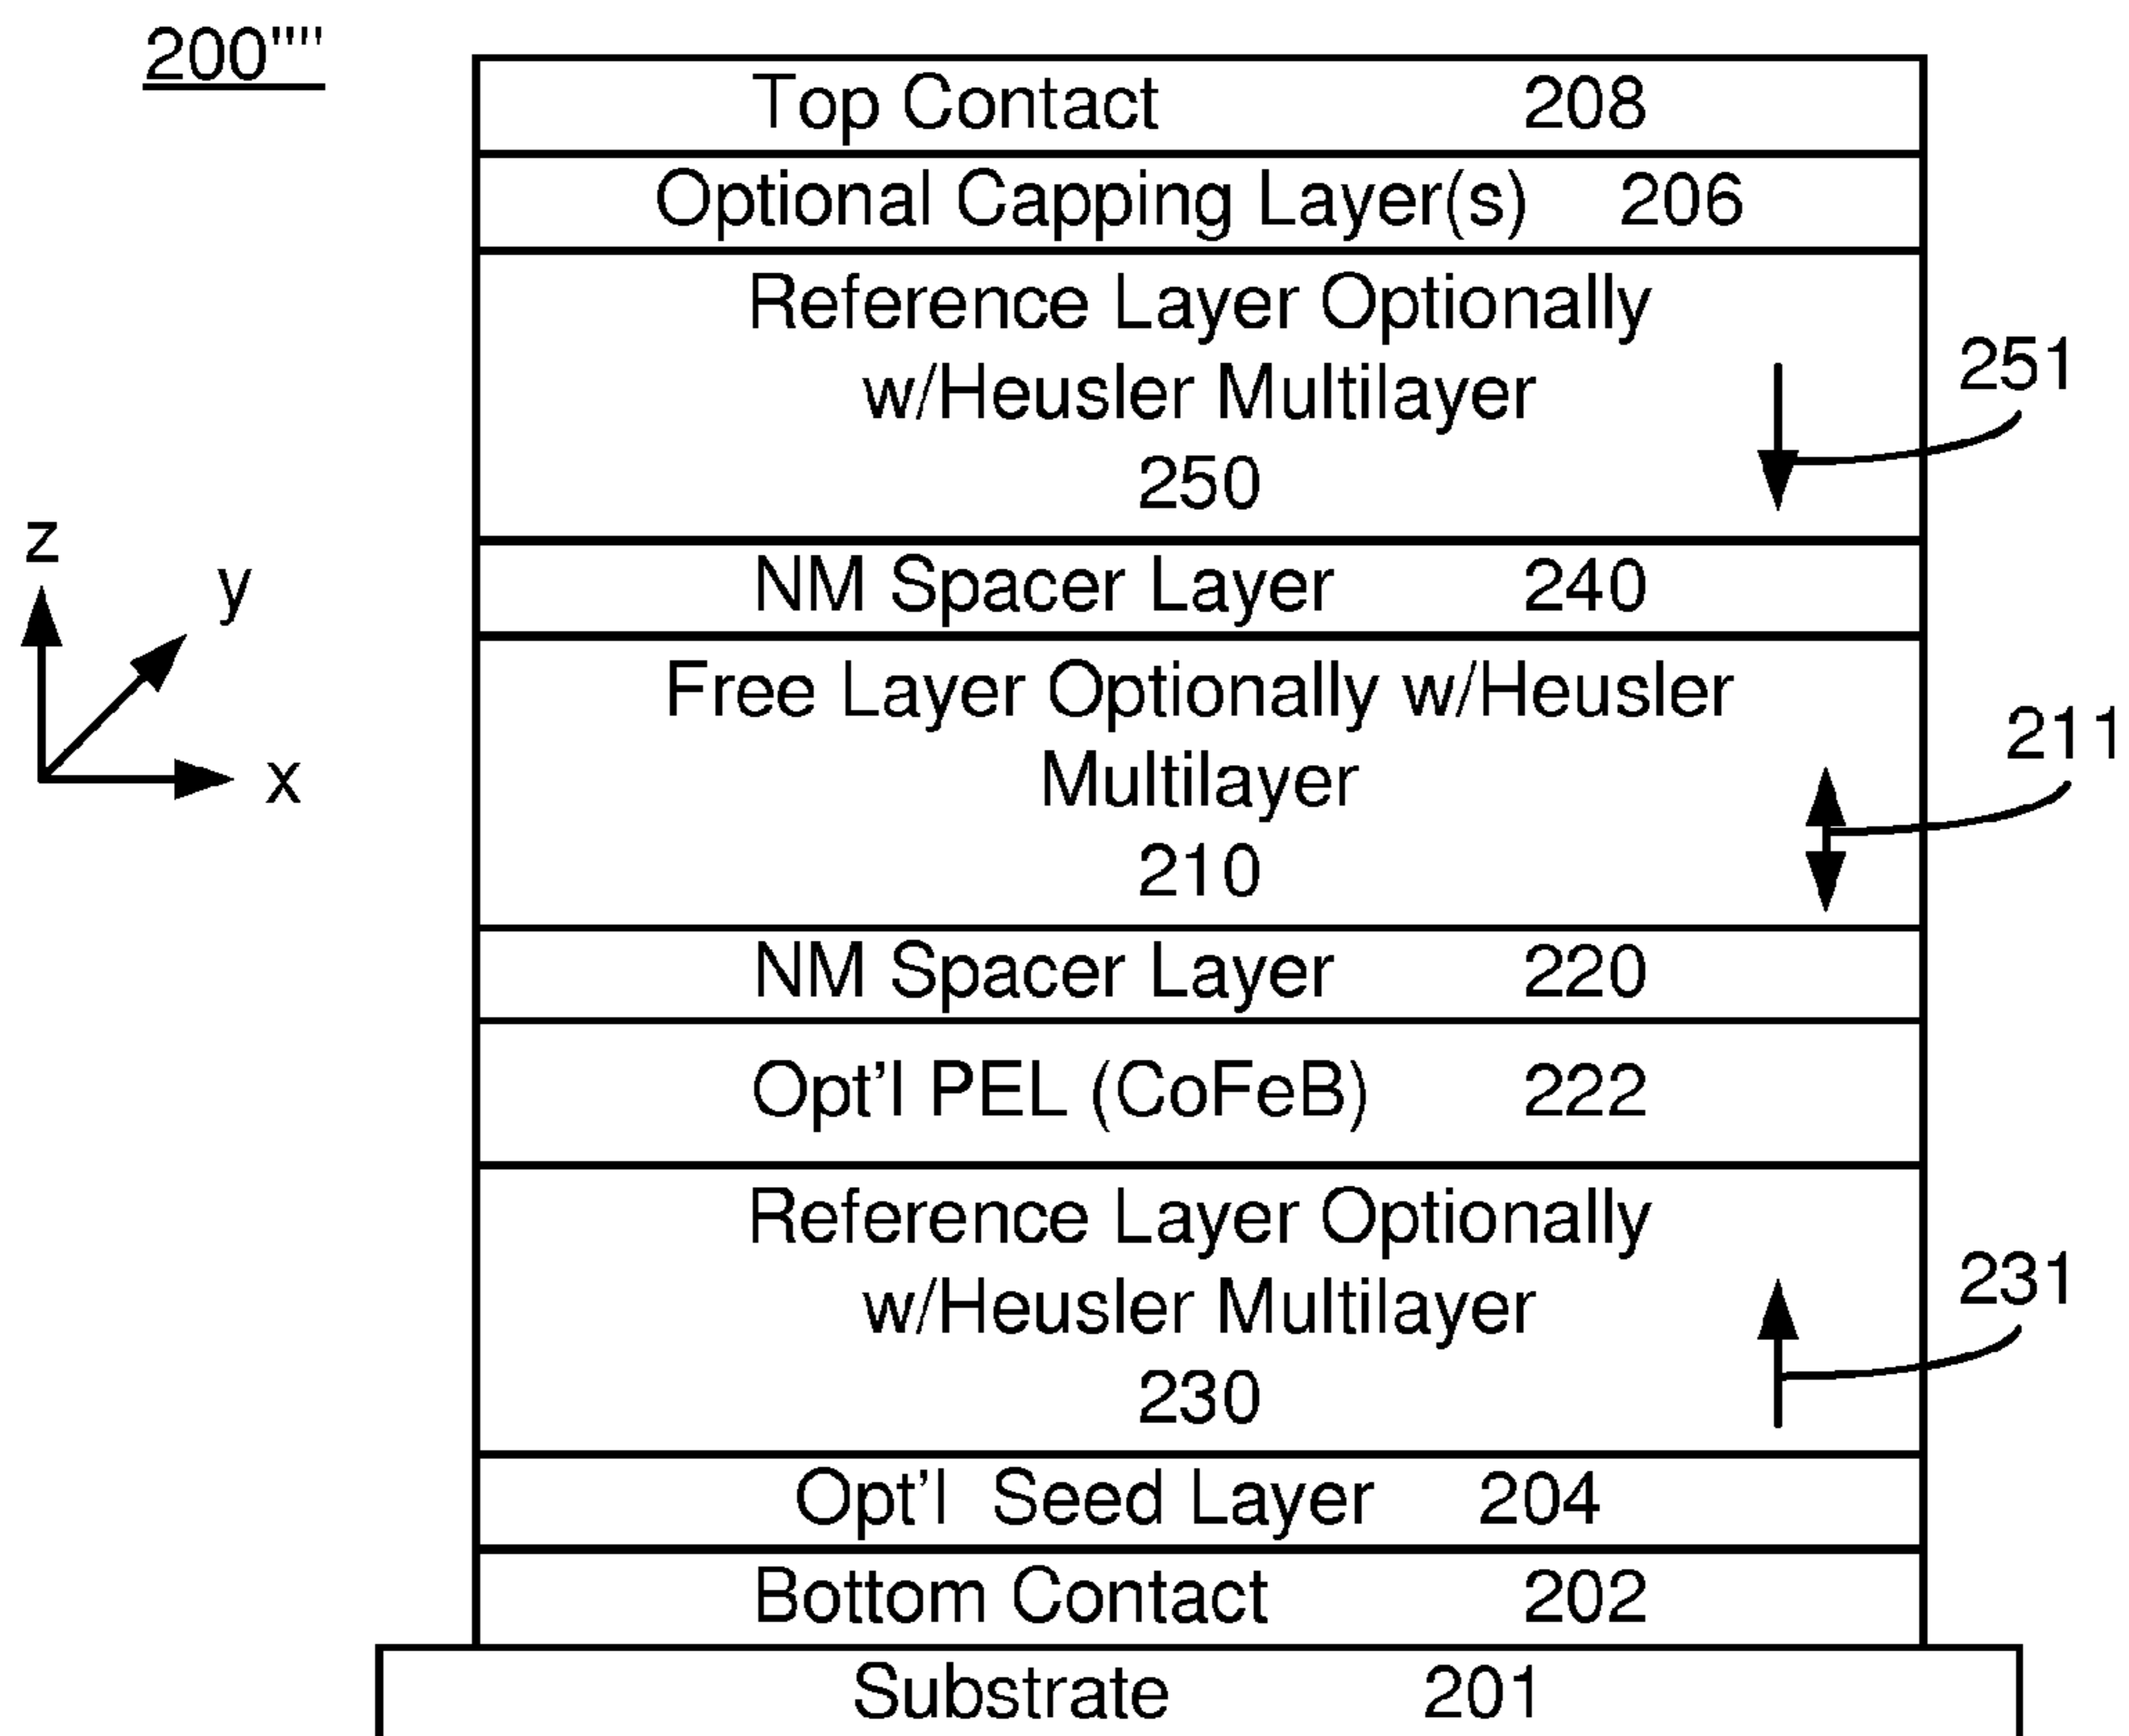 200""
Top Contact 208
Optional Capping Layer(s) 206
Reference Layer Optionally
w/Heusler Multilayer
250
251
NM Spacer Layer 240
z
y
x
Free Layer Optionally w/Heusler
Multilayer
210
211
NM Spacer Layer 220
Opt'l PEL (CoFeB) 222
Reference Layer Optionally
w/Heusler Multilayer
230
231
Opt'l Seed Layer 204
Bottom Contact 202
Substrate 201